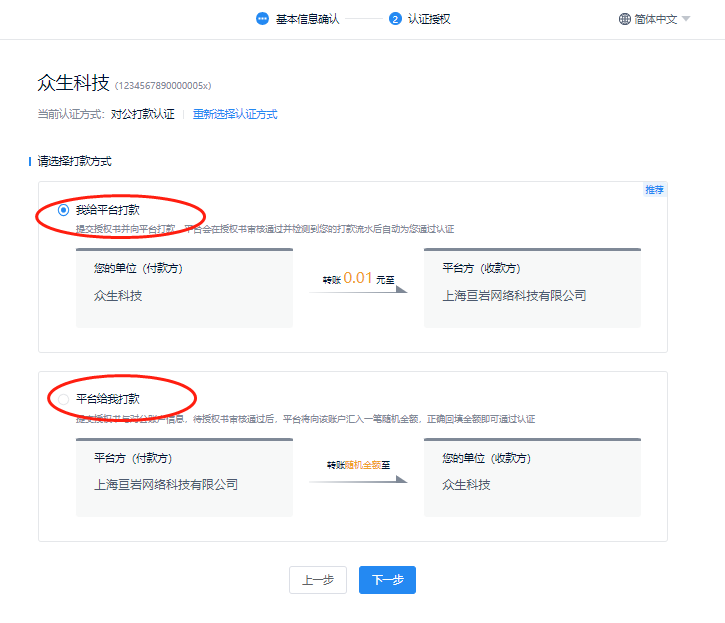 基本信息确认
2 认证授权
简体中文
众生科技 (1234567890000005x)
当前认证方式: 对公打款认证 重新选择认证方式
请选择打款方式
推荐
我给平台打款
提交授权书并向平台打款，平台会在授权书审核通过并检测到您的打款流水后自动为您通过认证
您的单位（付款方）
众生科技
转账 0.01 元至
平台方（收款方）
上海亘岩网络科技有限公司
平台给我打款
提交授权书与对公账户信息，待授权书审核通过后，平台将向该账户汇入一笔随机金额，正确回填金额即可通过认证
平台方（付款方）
上海亘岩网络科技有限公司
转账随机金额至
您的单位（收款方）
众生科技
上一步
下一步